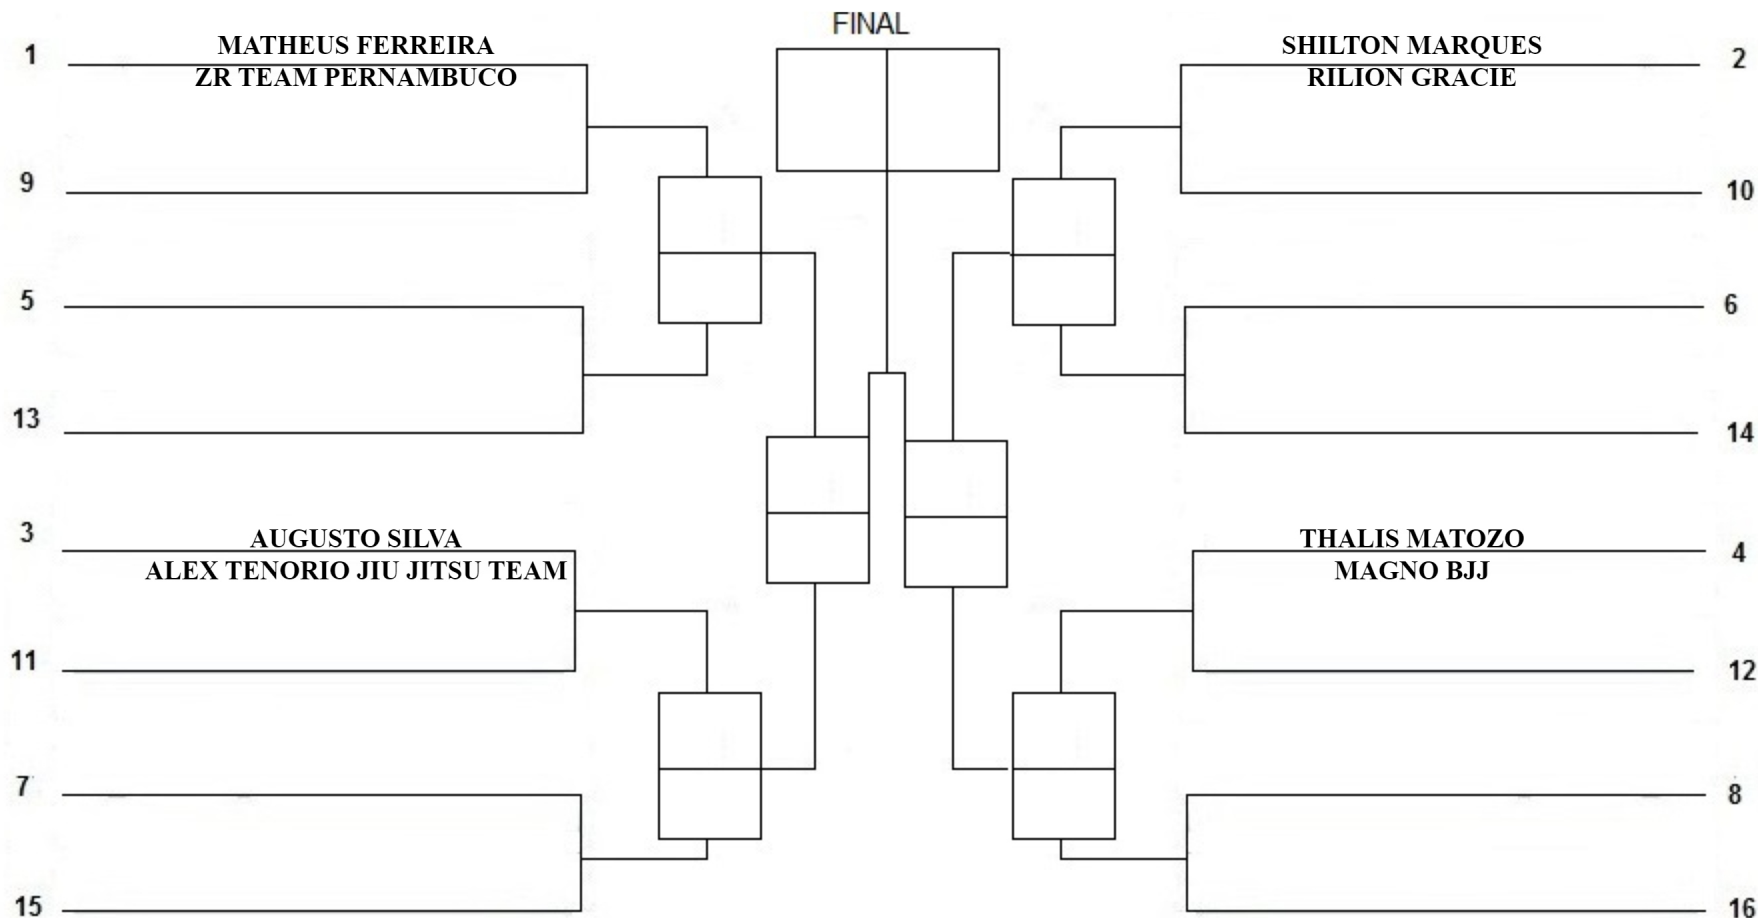 FINAL
1
MATHEUS FERREIRA
ZR TEAM PERNAMBUCO
9
5
13
3
AUGUSTO SILVA
ALEX TENORIO JIU JITSU TEAM
11
7
15
SHILTON MARQUES
RILION GRACIE
2
10
6
14
THALIS MATOZO
MAGNO BJJ
4
12
8
16